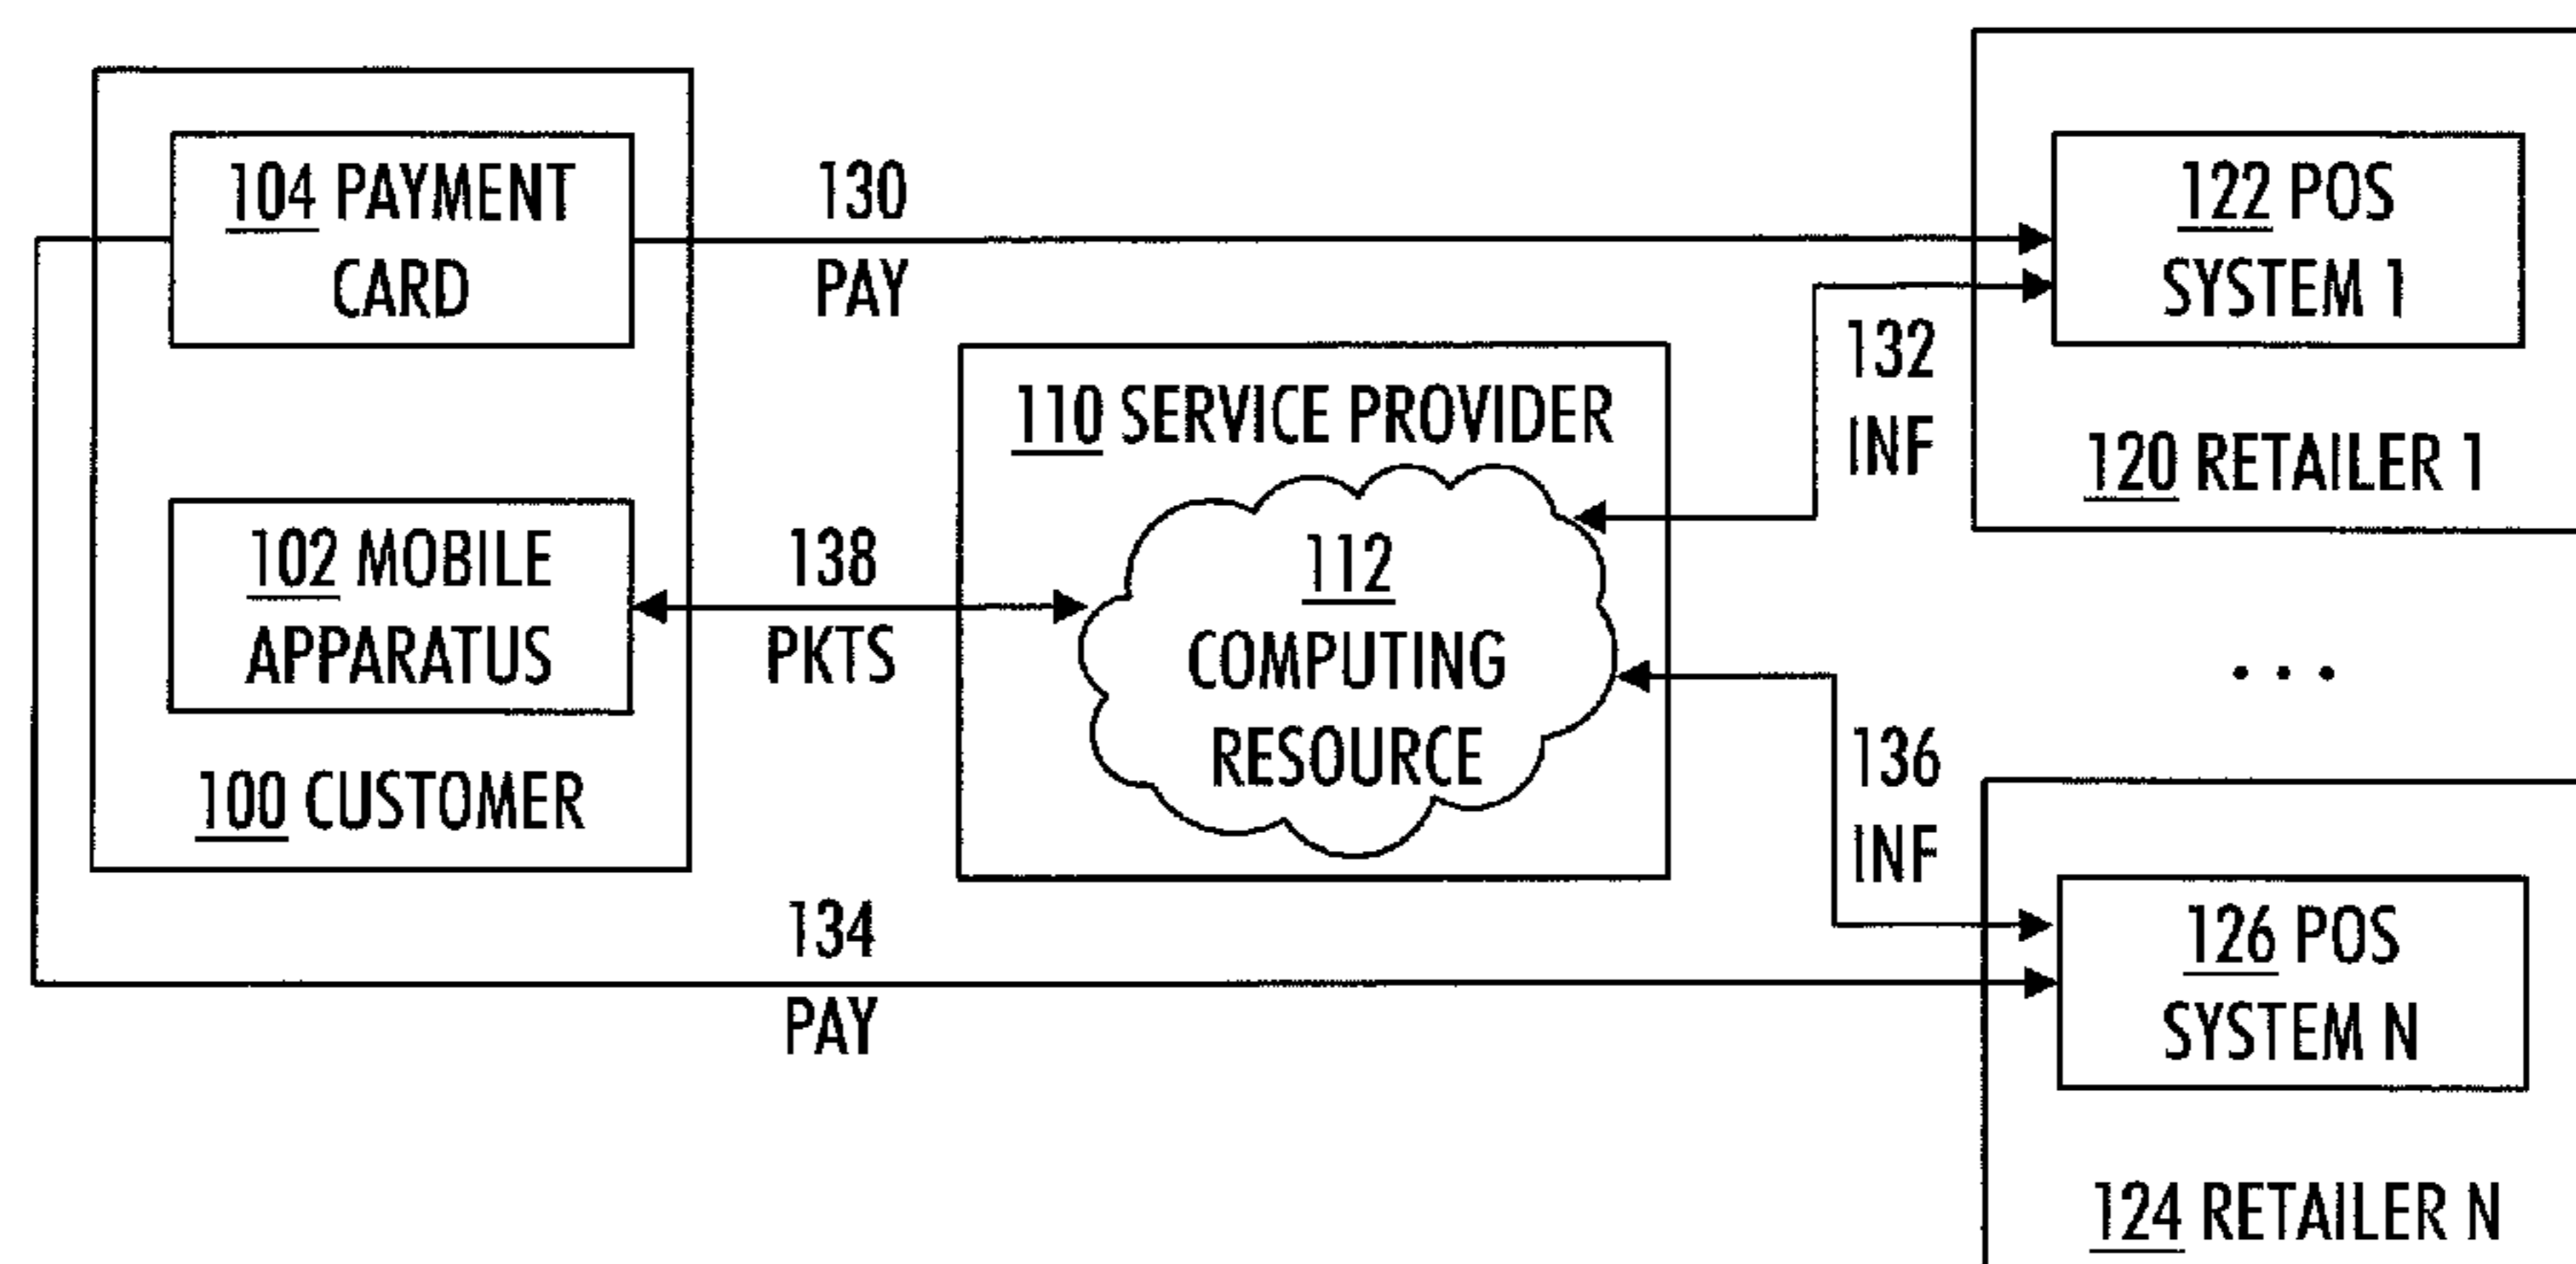 104 PAYMENT
CARD
130
PAY
122 POS
SYSTEM 1
132
INF
120 RETAILER 1
110 SERVICE PROVIDER
112
COMPUTING
RESOURCE
102 MOBILE
APPARATUS
138
PKTS
100 CUSTOMER
• • •
136
INF
134
PAY
126 POS
SYSTEM N
124 RETAILER N